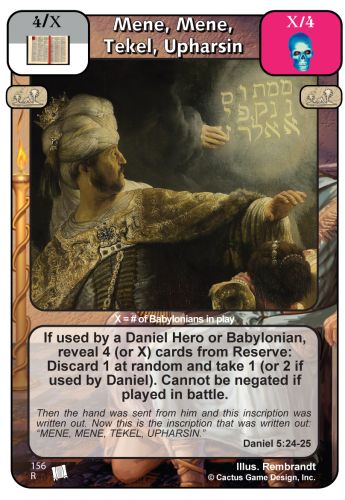 4/X
Mene, Mene,
Tekel, Upharsin
X/4
ממתוס
ננקפי
אאלרז
X = # of Babylonians in play
If used by a Daniel Hero or Babylonian,
reveal 4 (or X) cards from Reserve:
Discard 1 at random and take 1 (or 2 if
used by Daniel). Cannot be negated if
played in battle.
Then the hand was sent from him and this inscription was
written out. Now this is the inscription that was written out:
“MENE, MENE, TEKEL, UPHARSIN.”
Daniel 5:24-25
156
R
Illus. Rembrandt
© Cactus Game Design, Inc.